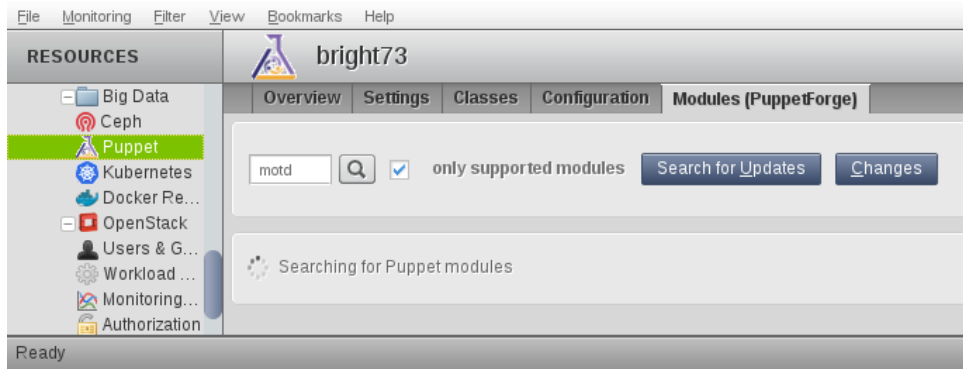 File Monitoring Filter View Bookmarks Help
RESOURCES
bright73
Big Data
Ceph
Puppet
Kubernetes
Docker Re...
OpenStack
Users & G...
Workload ...
Monitoring...
Authorization
Overview Settings Classes Configuration Modules (PuppetForge)
motd only supported modules Search for Updates Changes
Searching for Puppet modules
Ready